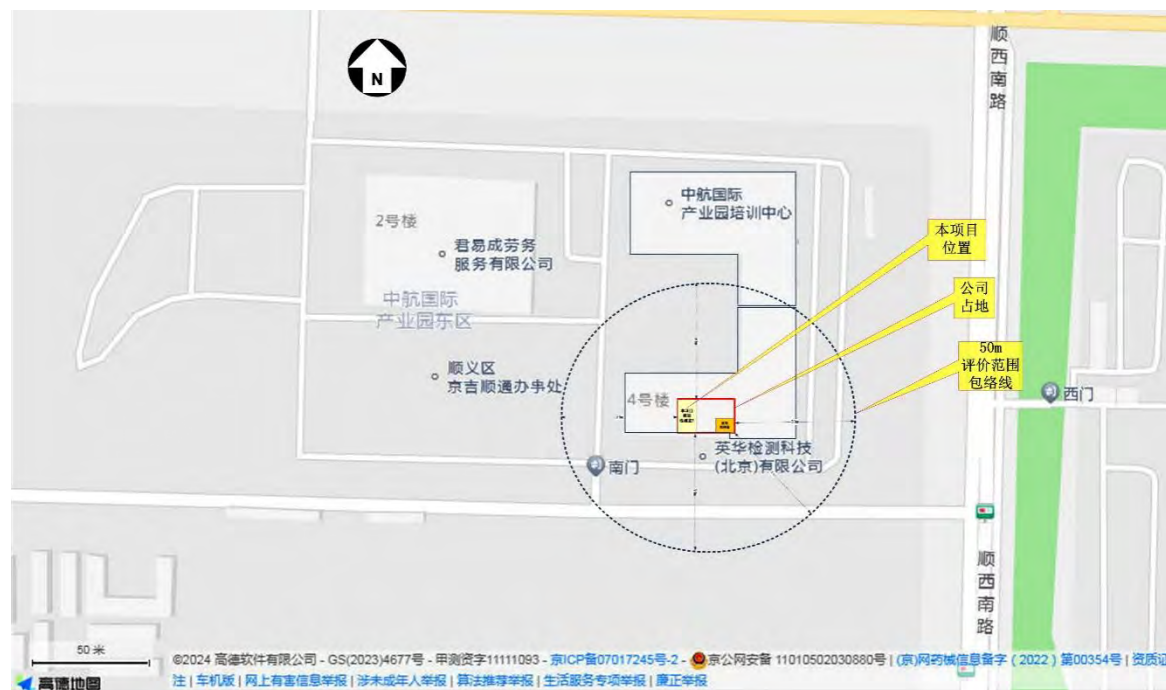 顺西南路
N
中航国际
产业园培训中心
2号楼
君易成劳务
服务有限公司
本项目
位置
中航国际
产业园东区
公司
占地
50m
评价范围
包络线
顺义区
京吉顺通办事处
4号楼
西门
英华检测科技
(北京)有限公司
南门
顺西南路
50 米
高德地图
©2024 高德软件有限公司 - GS(2023)4677号 - 甲测资字11111093 - 京ICP备07017245号-2 - 京公网安备 11010502030880号 | (京)网药械信息备字（2022）第00354号 | 资质证
注 | 车机版 | 网上有害信息举报 | 涉未成年人举报 | 算法推荐举报 | 生活服务专项举报 | 廉正举报